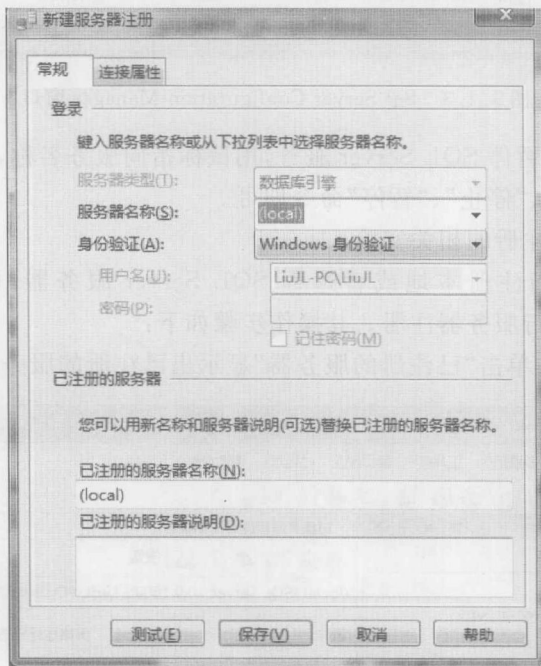 新建服务器注册
常规
连接属性
登录
键入服务器名称或从下拉列表中选择服务器名称。
服务器类型(T):
数据库引擎
服务器名称(S):
(local)
身份验证(A):
Windows 身份验证
用户名(U):
LiuJL-PC\LiuJL
密码(P):
记住密码(M)
已注册的服务器
您可以用新名称和服务器说明(可选)替换已注册的服务器名称。
已注册的服务器名称(N):
(local)
已注册的服务器说明(D):
测试(E)
保存(V)
取消
帮助